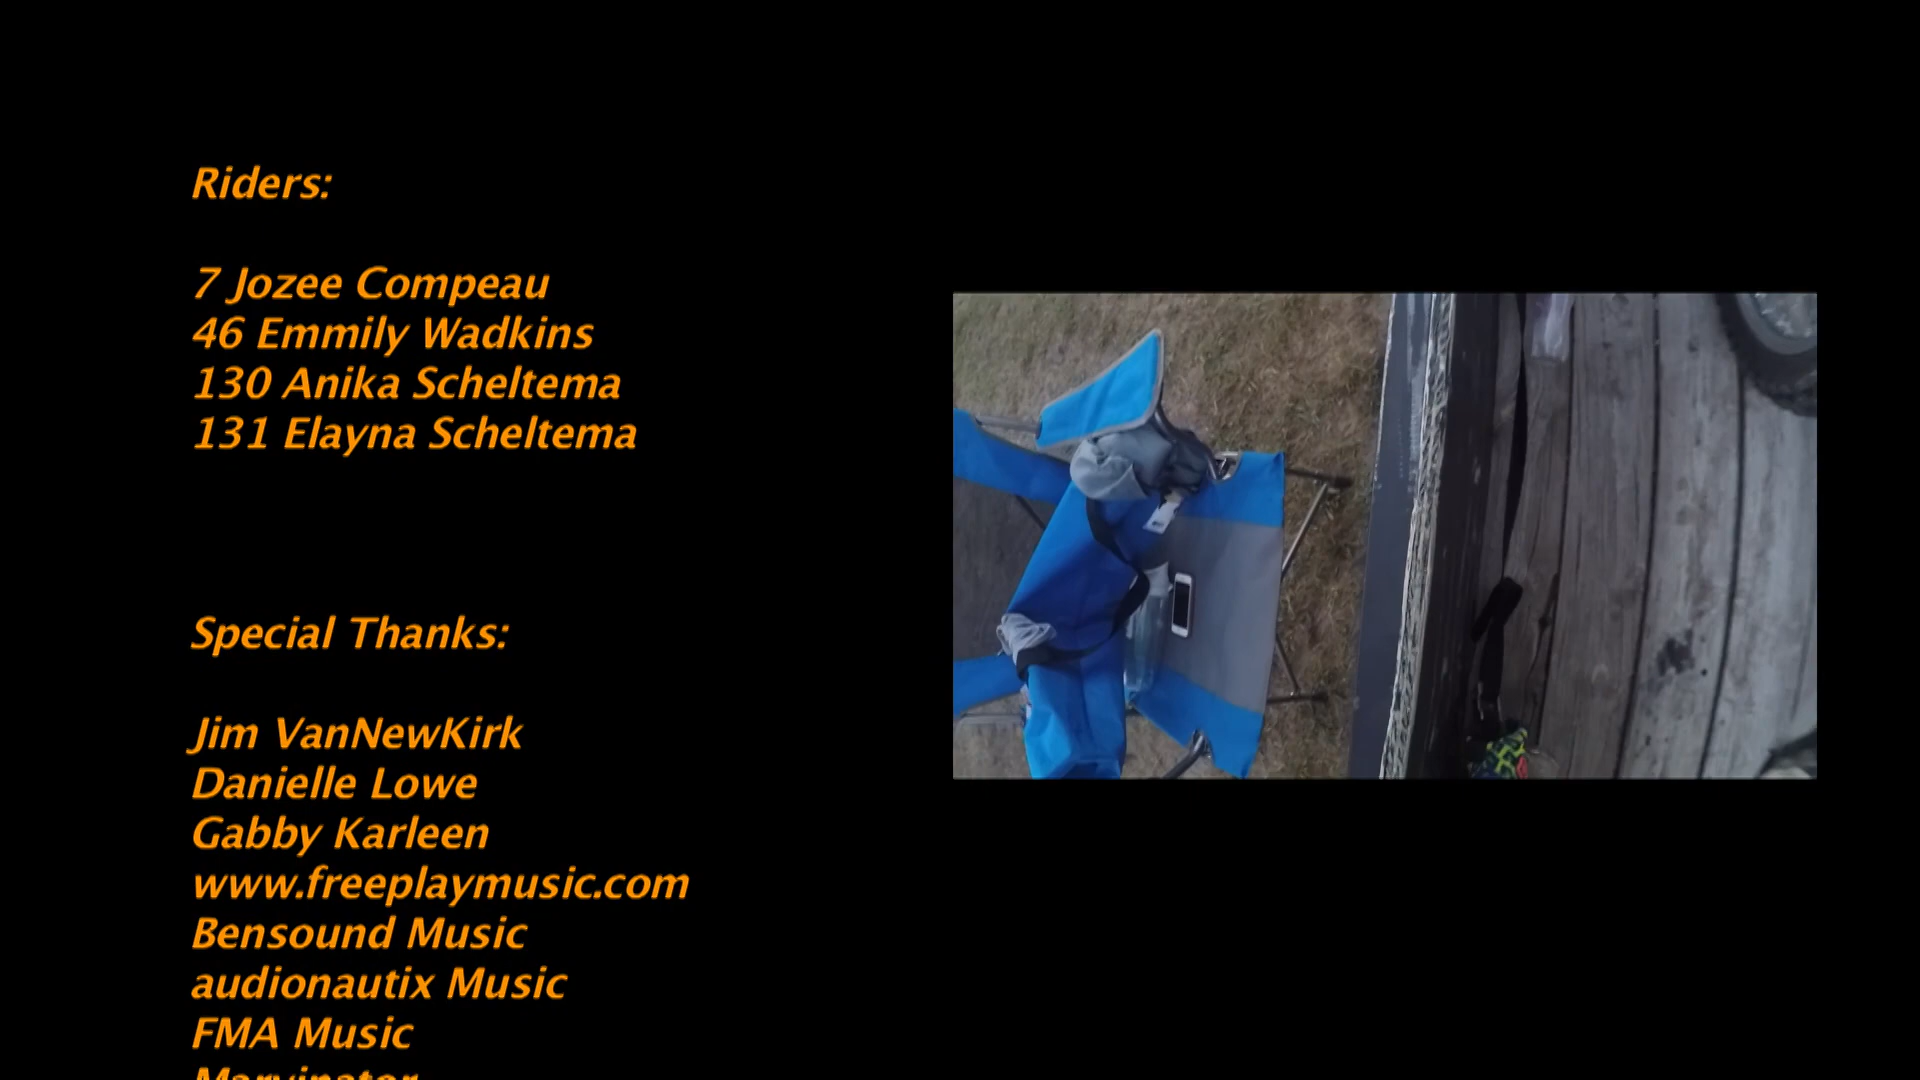 Riders:
7 Jozee Compeau
46 Emmily Wadkins
130 Anika Scheltema
131 Elayna Scheltema
Special Thanks:
Jim VanNewKirk
Danielle Lowe
Gabby Karleen
www.freeplaymusic.com
Bensound Music
audionautix Music
FMA Music